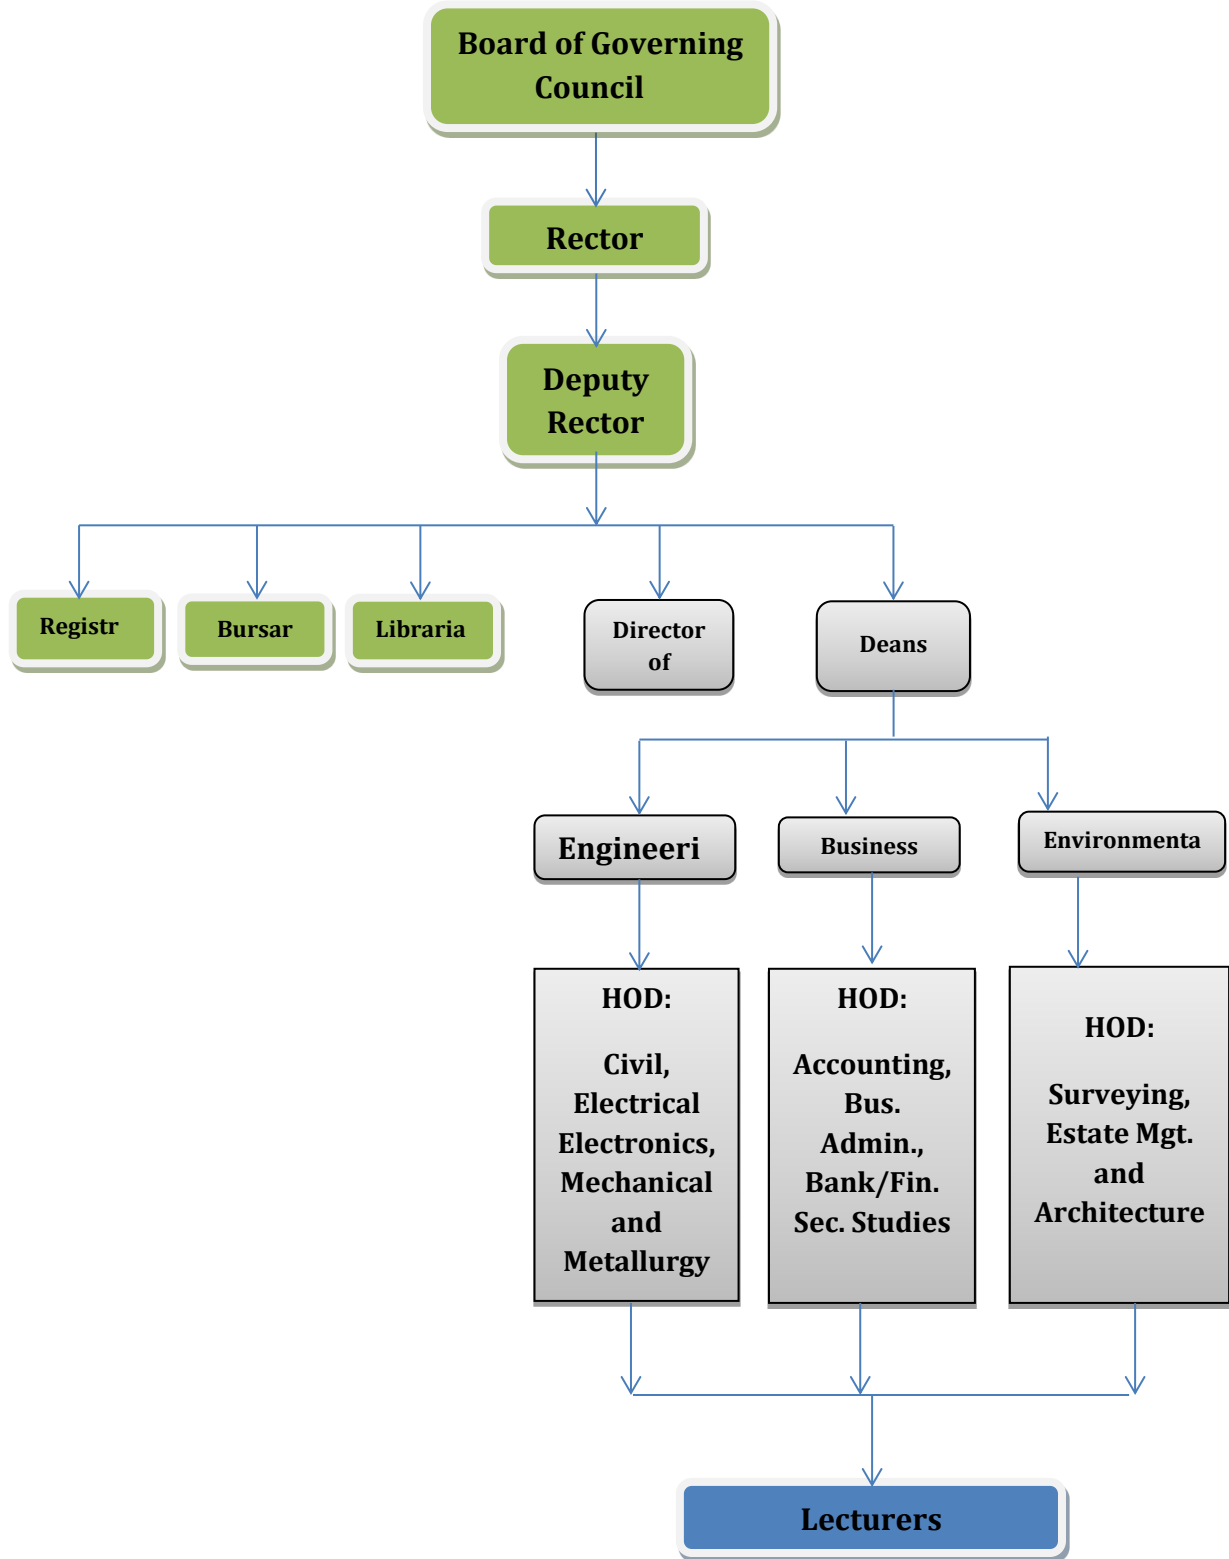 Board of Governing
Council
Rector
Deputy
Rector
Registr
Bursar
Libraria
Director
of
Deans
Engineeri
Business
Environmenta
HOD:
Civil,
Electrical
Electronics,
Mechanical
and
Metallurgy
HOD:
Accounting,
Bus.
Admin.,
Bank/Fin.
Sec. Studies
HOD:
Surveying,
Estate Mgt.
and
Architecture
Lecturers